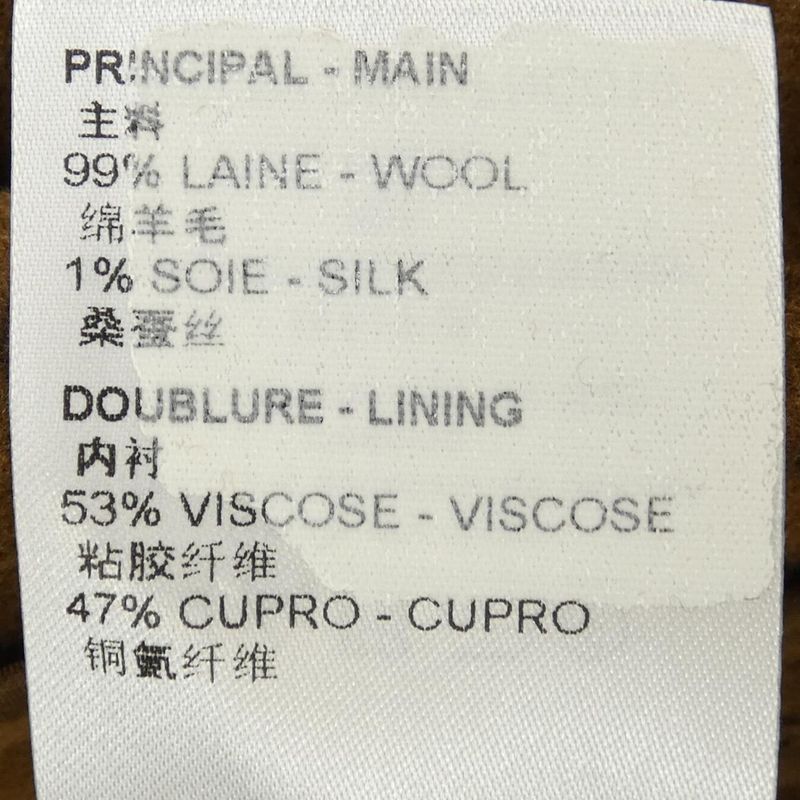 PRINCIPAL - MAIN
主料
99% LAINE - WOOL
绵羊毛
1% SOIE - SILK
桑蚕丝
DOUBLURE - LINING
内衬
53% VISCOSE - VISCOSE
粘胶纤维
47% CUPRO - CUPRO
铜氨纤维